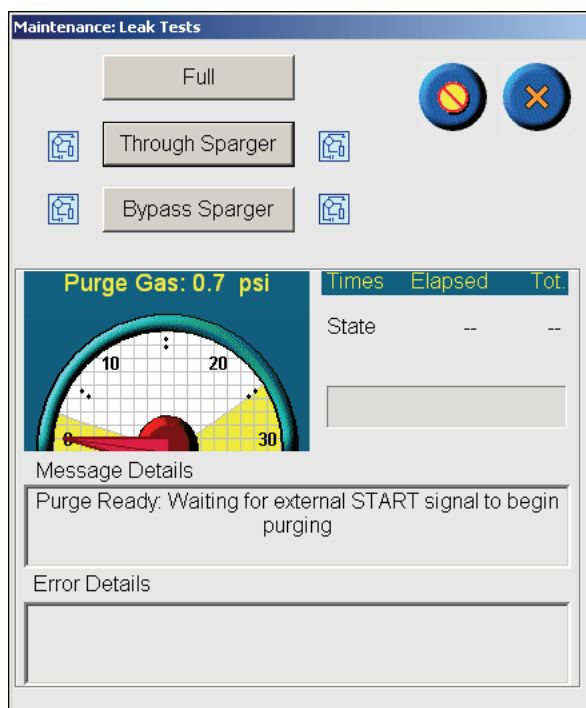 Maintenance: Leak Tests
Full
Through Sparger
Bypass Sparger
Purge Gas: 0.7 psi
0
10
20
30
Times Elapsed Tot.
State -- --
Message Details
Purge Ready: Waiting for external START signal to begin
purging
Error Details